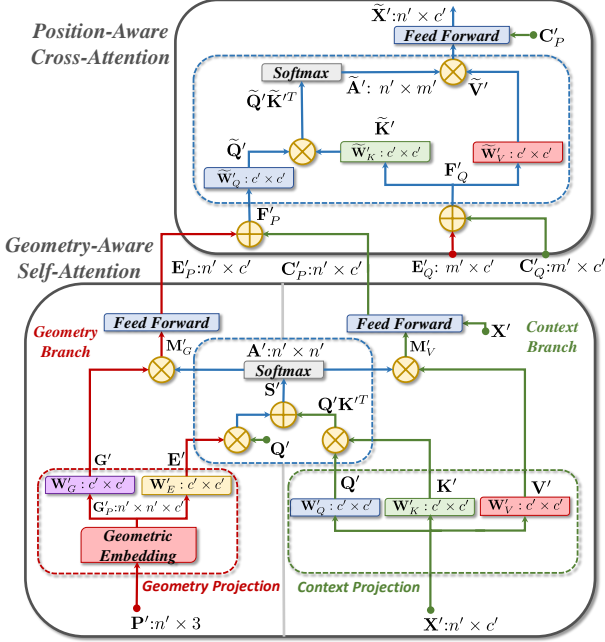 X̃′:n′ × c′
Position-Aware
Cross-Attention
Feed Forward
C′_P
Softmax
Ã′: n′ × m′
Ṽ′
Q̃′K̃′ᵀ
K̃′
Q̃′
W̃′_Q : c′ × c′
W̃′_K : c′ × c′
W̃′_V : c′ × c′
F′_P
F′_Q
Geometry-Aware
Self-Attention
E′_P:n′ × c′
C′_P:n′ × c′
E′_Q: m′ × c′
C′_Q:m′ × c′
Geometry
Branch
Feed Forward
Feed Forward
X′
Context
Branch
M′_G
A′:n′ × n′
M′_V
Softmax
S′
Q′K′ᵀ
Q′
G′
E′
W′_G : c′ × c′
W′_E : c′ × c′
G′_P:n′ × n′ × c′
Geometric
Embedding
Geometry Projection
Q′
K′
V′
W′_Q : c′ × c′
W′_K : c′ × c′
W′_V : c′ × c′
Context Projection
P′:n′ × 3
X′:n′ × c′